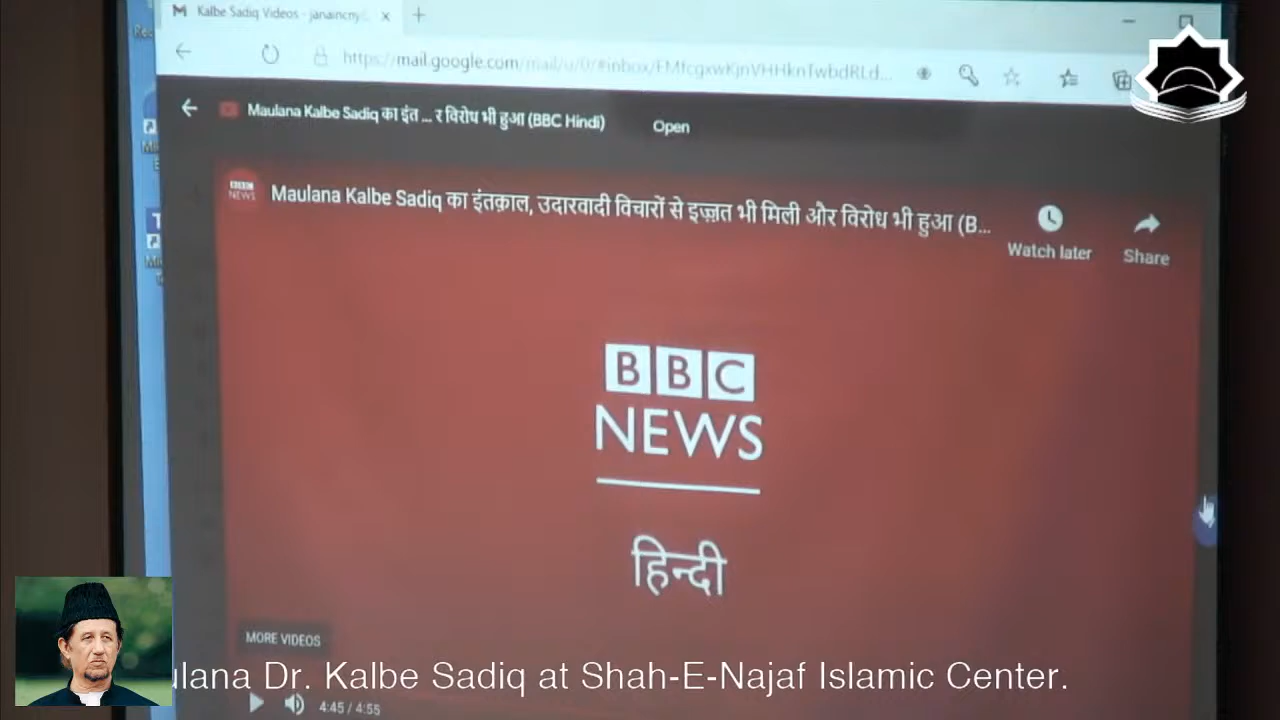 Kalbe Sadiq Videos - janaincny
https://mail.google.com/mail/u/0/#inbox/
Maulana Kalbe Sadiq का इंत ... र विरोध भी हुआ (BBC Hindi)
Open
BBC NEWS
Maulana Kalbe Sadiq का इंतक़ाल, उदारवादी विचारों से इज़्ज़त भी मिली और विरोध भी हुआ (B...
Watch later
Share
BBC
NEWS
हिन्दी
MORE VIDEOS
ulana Dr. Kalbe Sadiq at Shah-E-Najaf Islamic Center.
4:45 / 4:55